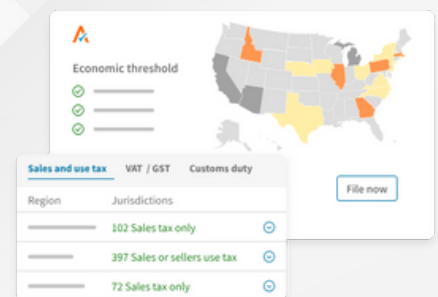 Economic threshold
Sales and use tax VAT / GST Customs duty
File now
Region Jurisdictions
102 Sales tax only
397 Sales or sellers use tax
72 Sales tax only